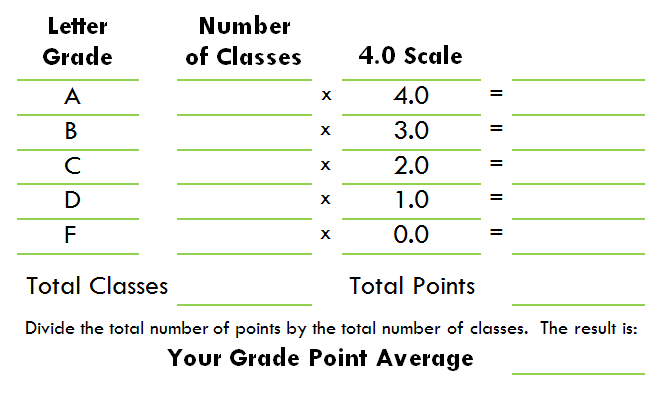 Letter Grade Number of Classes 4.0 Scale
A x 4.0 =
B x 3.0 =
C x 2.0 =
D x 1.0 =
F x 0.0 =
Total Classes Total Points
Divide the total number of points by the total number of classes. The result is:
Your Grade Point Average